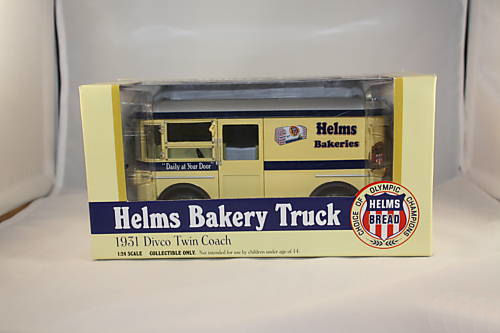 Helms
Bakeries
"Daily at Your Door
Helms Bakery Truck
1931 Divco Twin Coach
1:24 SCALE COLLECTIBLE ONLY. Not intended for use by children under age of 14.
CHOICE OF OLYMPIC CHAMPIONS
HELMS
BREAD